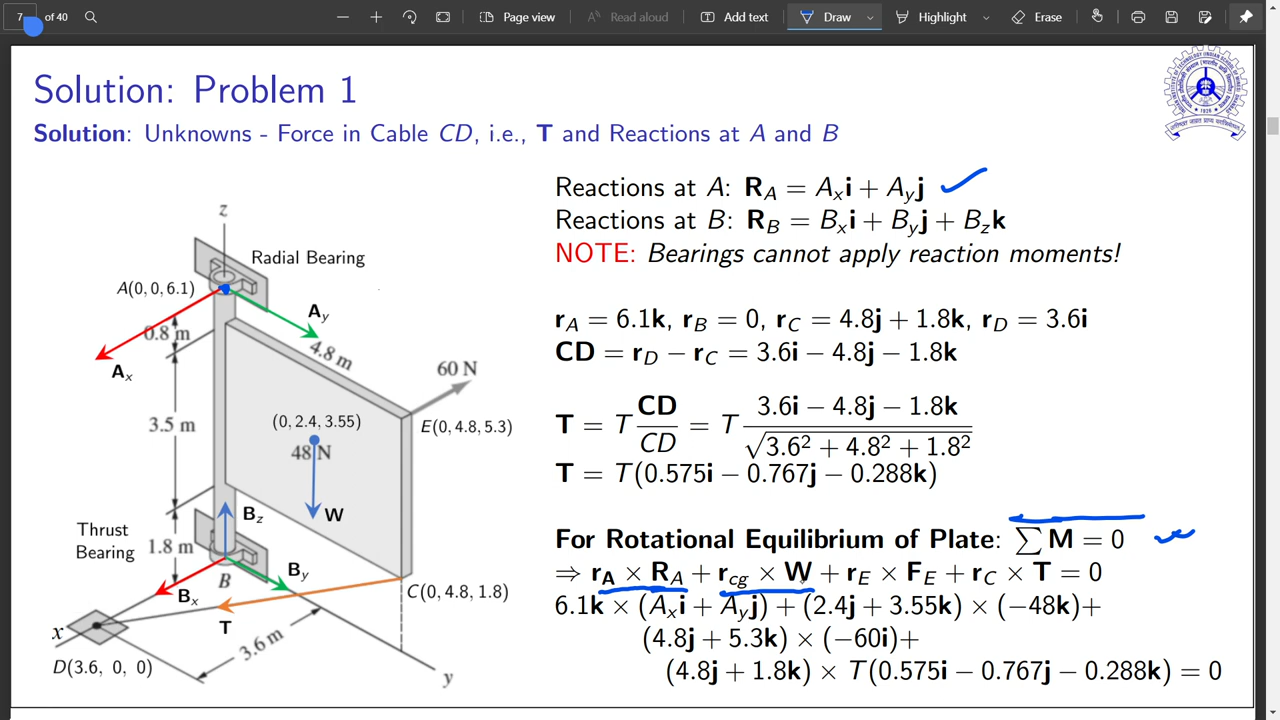 7 of 40 Page view Read aloud Add text Draw Highlight Erase
Solution: Problem 1
Solution: Unknowns - Force in Cable CD, i.e., T and Reactions at A and B
Reactions at A: R_A = A_x i + A_y j
Reactions at B: R_B = B_x i + B_y j + B_z k
NOTE: Bearings cannot apply reaction moments!
r_A = 6.1k, r_B = 0, r_C = 4.8j + 1.8k, r_D = 3.6i
CD = r_D − r_C = 3.6i − 4.8j − 1.8k
T = T CD/CD = T (3.6i − 4.8j − 1.8k)/√(3.6² + 4.8² + 1.8²)
T = T(0.575i − 0.767j − 0.288k)
For Rotational Equilibrium of Plate: ∑ M = 0
⇒ r_A × R_A + r_cg × W + r_E × F_E + r_C × T = 0
6.1k × (A_x i + A_y j) + (2.4j + 3.55k) × (−48k)+
(4.8j + 5.3k) × (−60i)+
(4.8j + 1.8k) × T(0.575i − 0.767j − 0.288k) = 0
z
Radial Bearing
A(0, 0, 6.1)
A_y
0.8 m
4.8 m
A_x
60 N
3.5 m
(0, 2.4, 3.55)
E(0, 4.8, 5.3)
48 N
B_z
W
Thrust
Bearing
1.8 m
B
B_y
B_x
C(0, 4.8, 1.8)
x
T
3.6 m
D(3.6, 0, 0)
y